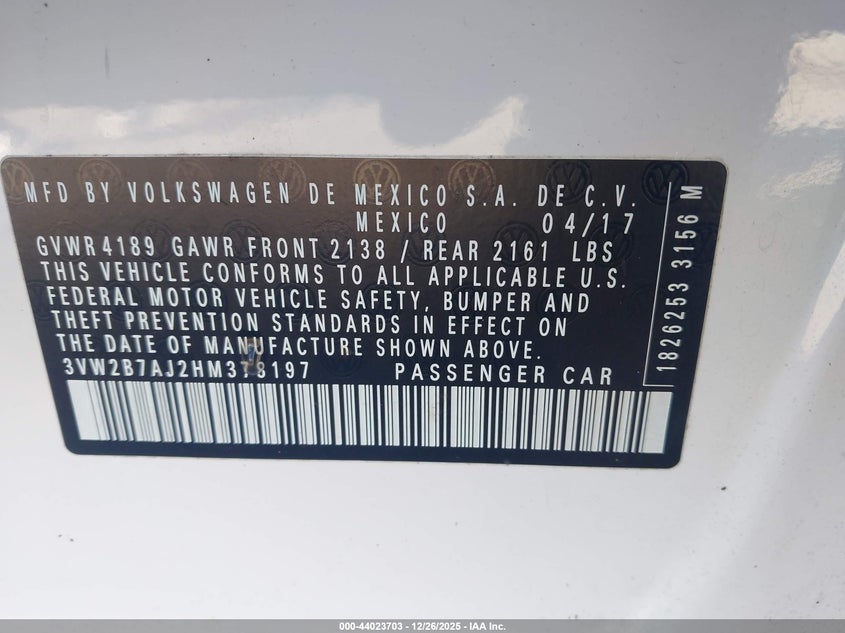 MFD BY VOLKSWAGEN DE MEXICO S.A. DE C.V.
MEXICO 04/17
GVWR 4189 GAWR FRONT 2138 / REAR 2161 LBS
THIS VEHICLE CONFORMS TO ALL APPLICABLE U.S.
FEDERAL MOTOR VEHICLE SAFETY, BUMPER AND
THEFT PREVENTION STANDARDS IN EFFECT ON
THE DATE OF MANUFACTURE SHOWN ABOVE.
3VW2B7AJ2HM378197 PASSENGER CAR
1826253 3156 M
000-44023703 - 12/26/2025 - IAA Inc.